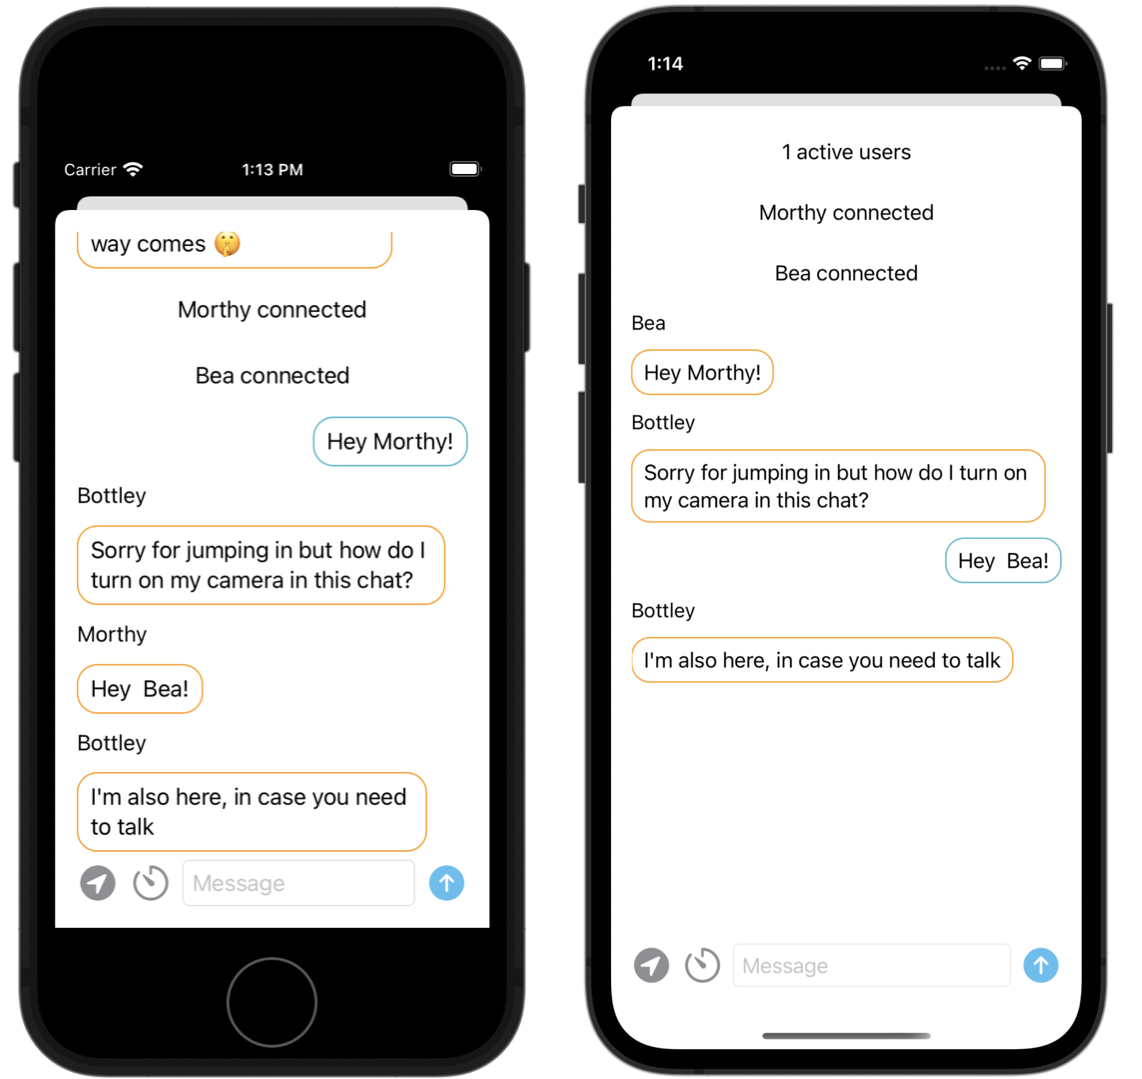 Carrier 1:13 PM
way comes 🤫
Morthy connected
Bea connected
Hey Morthy!
Bottley
Sorry for jumping in but how do I
turn on my camera in this chat?
Morthy
Hey  Bea!
Bottley
I'm also here, in case you need
to talk
Message
1:14
1 active users
Morthy connected
Bea connected
Bea
Hey Morthy!
Bottley
Sorry for jumping in but how do I turn on
my camera in this chat?
Hey  Bea!
Bottley
I'm also here, in case you need to talk
Message